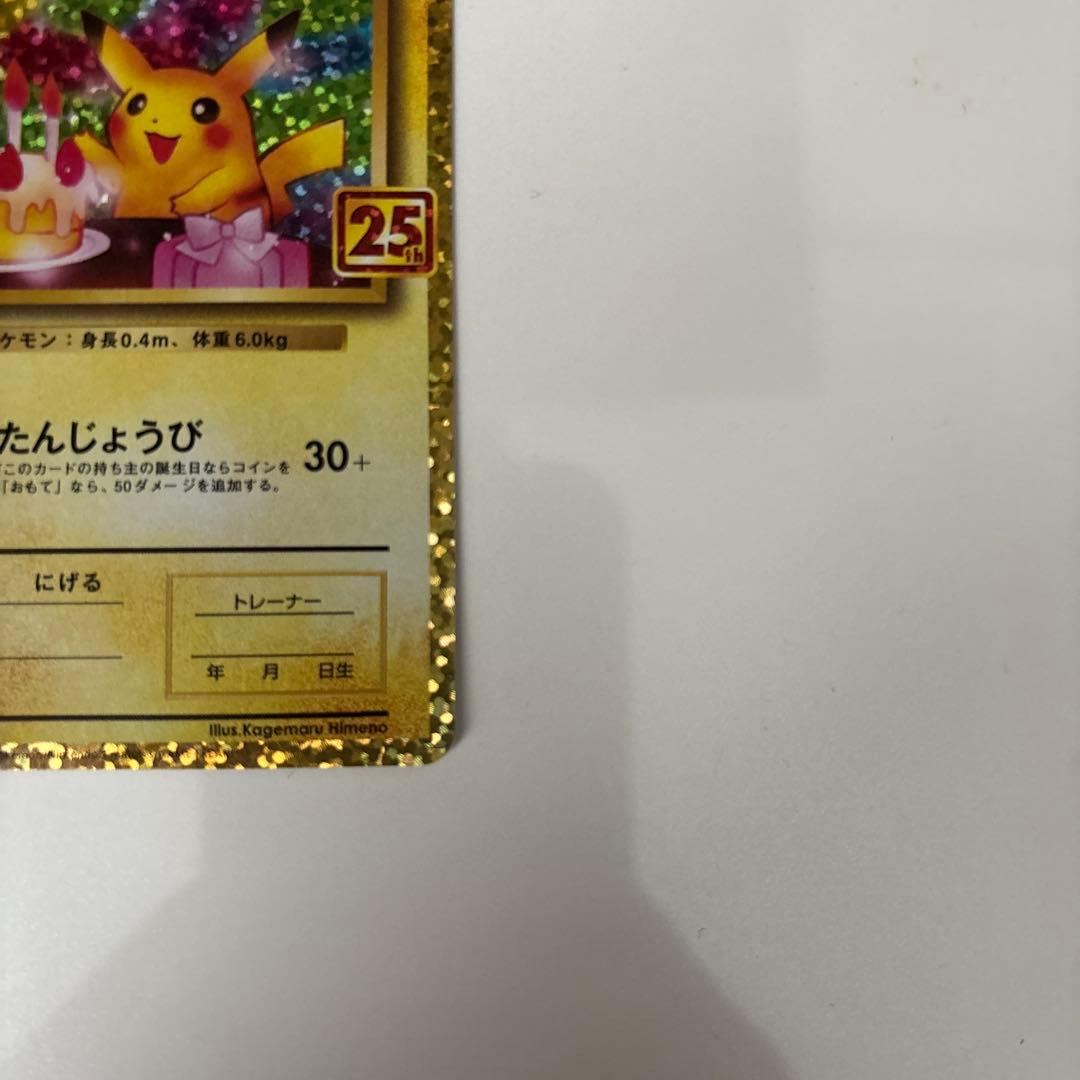 25th
ケモン：身長0.4m、体重6.0kg
たんじょうび
30+
このカードの持ち主の誕生日ならコインを
「おもて」なら、50ダメージを追加する。
にげる
トレーナー
年 月 日生
Illus.Kagemaru Himeno